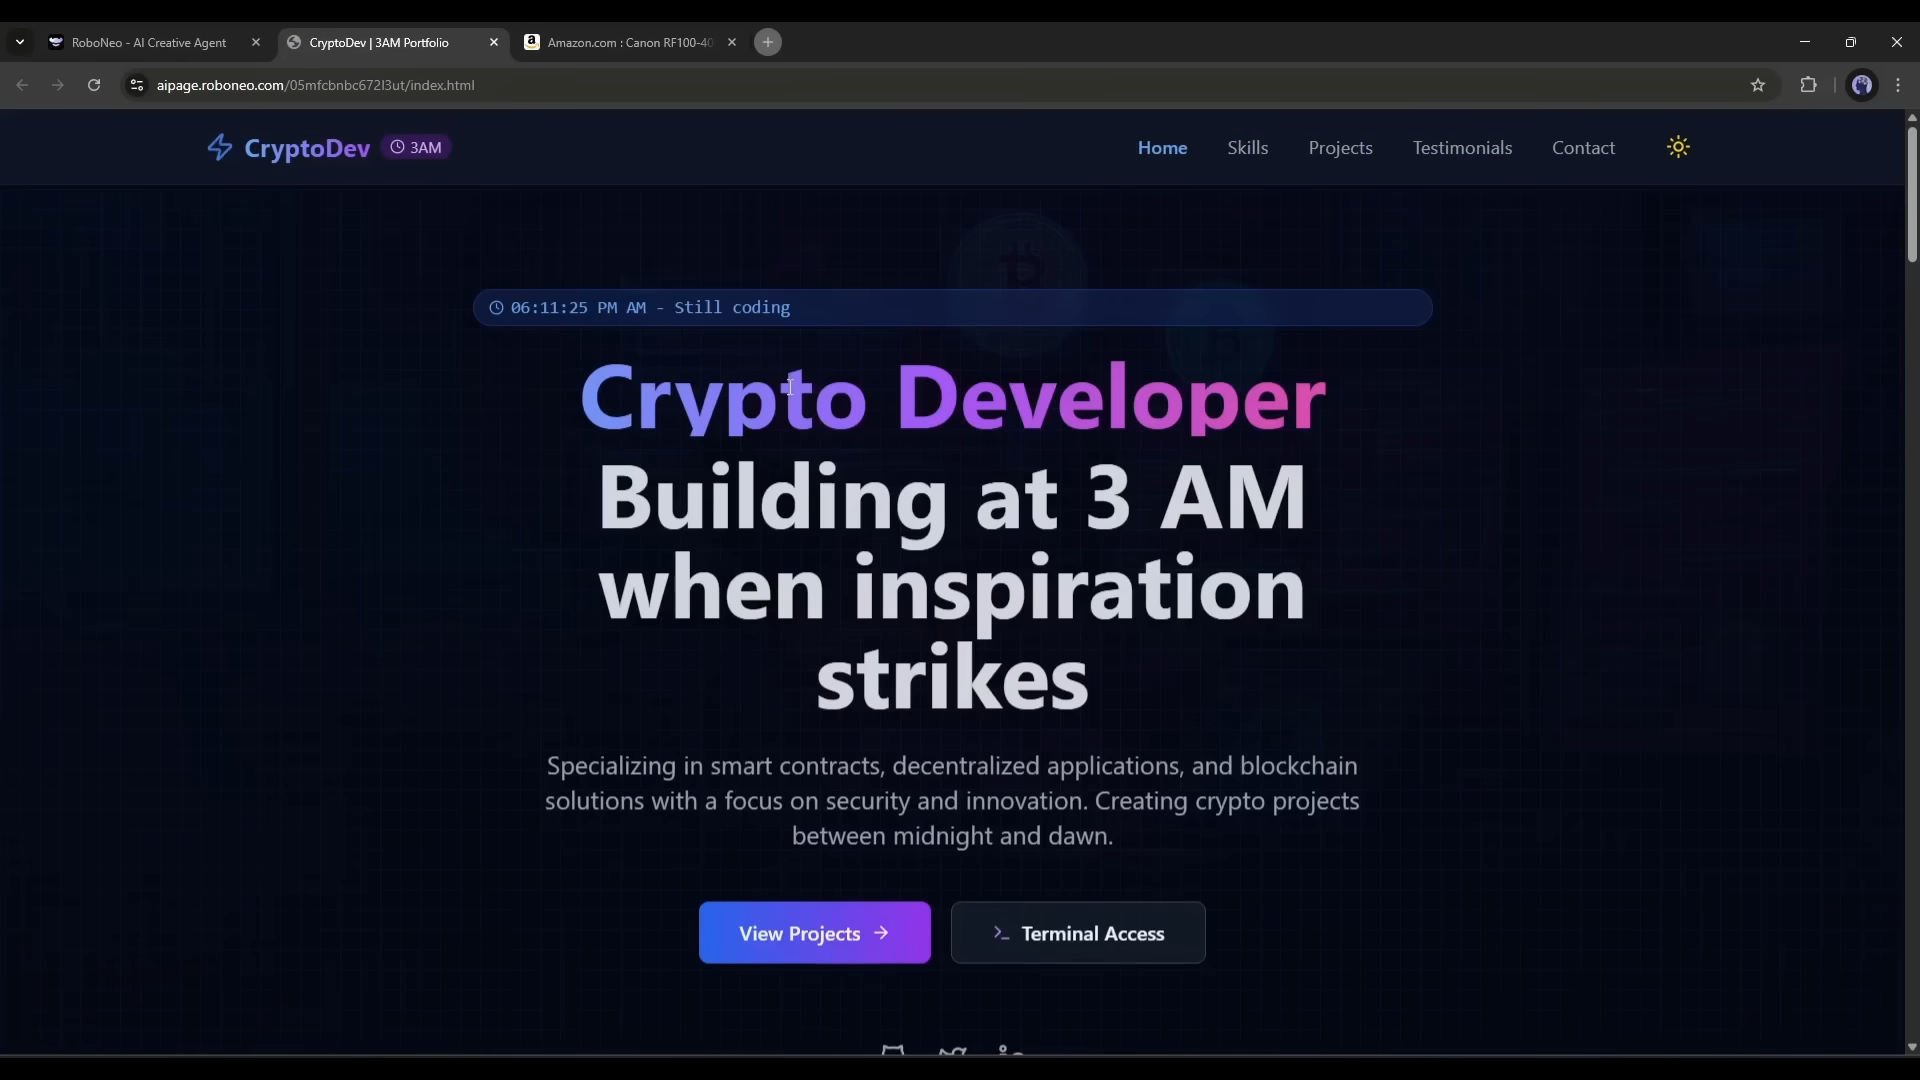 RoboNeo - AI Creative Agent
CryptoDev | 3AM Portfolio
Amazon.com : Canon RF100-40
aipage.roboneo.com/05mfcbnbc672l3ut/index.html
CryptoDev
3AM
Home
Skills
Projects
Testimonials
Contact
06:11:25 PM AM - Still coding
Crypto Developer
Building at 3 AM
when inspiration
strikes
Specializing in smart contracts, decentralized applications, and blockchain
solutions with a focus on security and innovation. Creating crypto projects
between midnight and dawn.
View Projects →
>_ Terminal Access